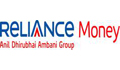 RELIANCE Money
Anil Dhirubhai Ambani Group